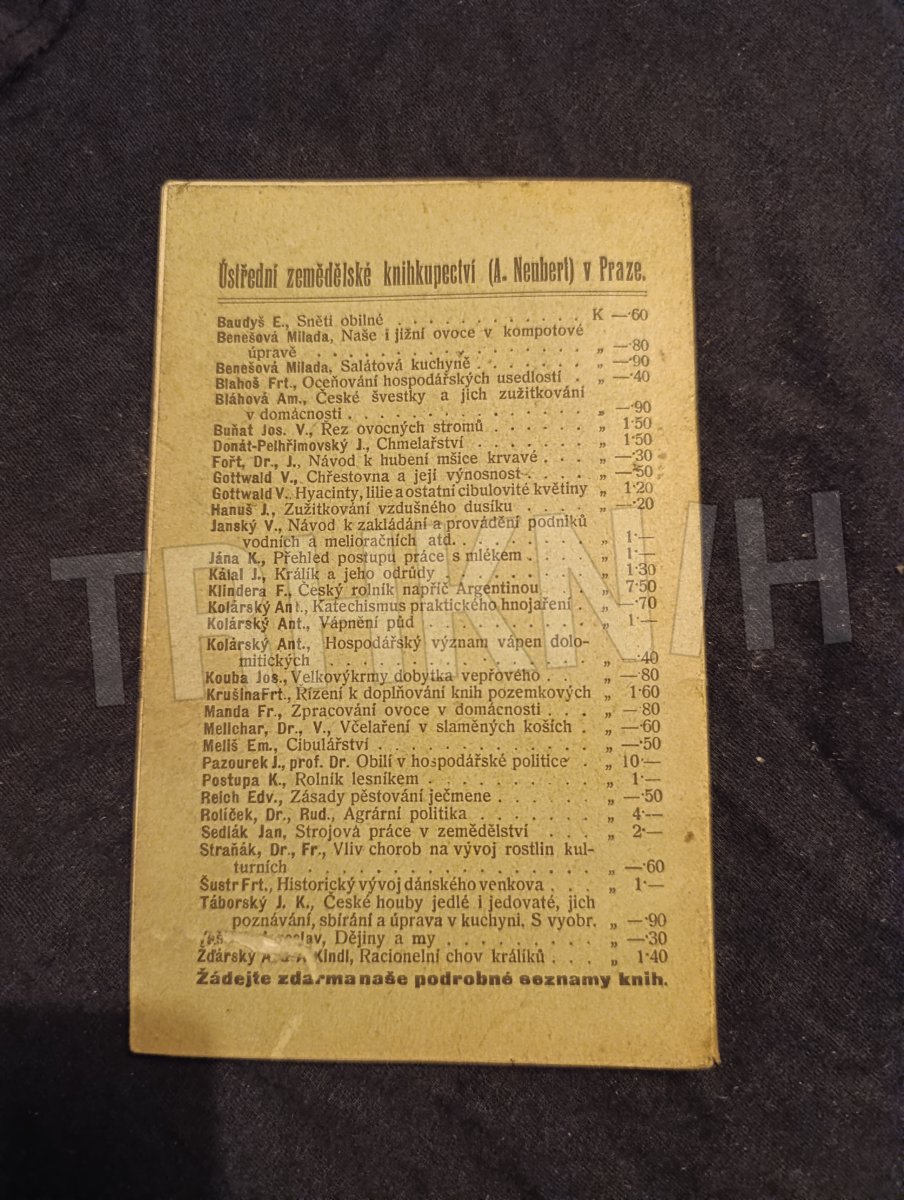 Ústřední zemědělské knihkupectví (A. Neubert) v Praze.
Baudyš E., Sněti obilné . . . . . . . . . . . . K —·60
Benešová Milada, Naše i jižní ovoce v kompotové
úpravě . . . . . . . . . . . . . . . „ —·80
Benešová Milada, Salátová kuchyně . . . . . . „ —·90
Blahoš Frt., Oceňování hospodářských usedlostí . „ —·40
Bláhová Am., České švestky a jich zužitkování
v domácnosti . . . . . . . . . . . . . „ —·90
Buňat Jos. V., Řez ovocných stromů . . . . . . „ 1·50
Donát-Pelhřimovský J., Chmelařství . . . . . . . „ 1·50
Fořt, Dr., J., Návod k hubení mšice krvavé . . . „ —·30
Gottwald V., Chřestovna a její výnosnost . . . . „ —·50
Gottwald V., Hyacinty, lilie a ostatní cibulovité květiny „ 1·20
Hanuš J., Zužitkování vzdušného dusíku . . . . „ —·20
Janský V., Návod k zakládání a provádění podniků
vodních a melioračních atd. . . . . . . . „ 1·—
Jána K., Přehled postupu práce s mlékem . . . . „ 1·—
Kálal J., Králík a jeho odrůdy . . . . . . . . „ 1·30
Klindera F., Český rolník napříč Argentinou . . . „ 7·50
Kolárský Ant., Katechismus praktického hnojaření . „ —·70
Kolárský Ant., Vápnění půd . . . . . . . . . „ 1·—
Kolárský Ant., Hospodářský význam vápen dolo-
mitických . . . . . . . . . . . . . . „ —·40
Kouba Jos., Velkovýkrmy dobytka vepřového . . „ —·80
Krušina Frt., Řízení k doplňování knih pozemkových „ 1·60
Manda Fr., Zpracování ovoce v domácnosti . . . „ —·80
Melichar, Dr., V., Včelaření v slaměných koších . „ —·60
Meliš Em., Cibulářství . . . . . . . . . . . . „ —·50
Pazourek J., prof. Dr. Obilí v hospodářské politice . „ 10·—
Postupa K., Rolník lesníkem . . . . . . . . . „ 1·—
Reich Edv., Zásady pěstování ječmene . . . . . „ —·50
Rolíček, Dr., Rud., Agrární politika . . . . . . . „ 4·—
Sedlák Jan, Strojová práce v zemědělství . . . „ 2·—
Straňák, Dr., Fr., Vliv chorob na vývoj rostlin kul-
turních . . . . . . . . . . . . . . . „ —·60
Šustr Frt., Historický vývoj dánského venkova . . . „ 1·—
Táborský J. K., České houby jedlé i jedovaté, jich
poznávání, sbírání a úprava v kuchyni. S vyobr. „ —·90
Dějiny a my . . . . . . . . . „ —·30
Žďárský Kindl, Racionelní chov králíků . . . „ 1·40
Žádejte zdarma naše podrobné seznamy knih.